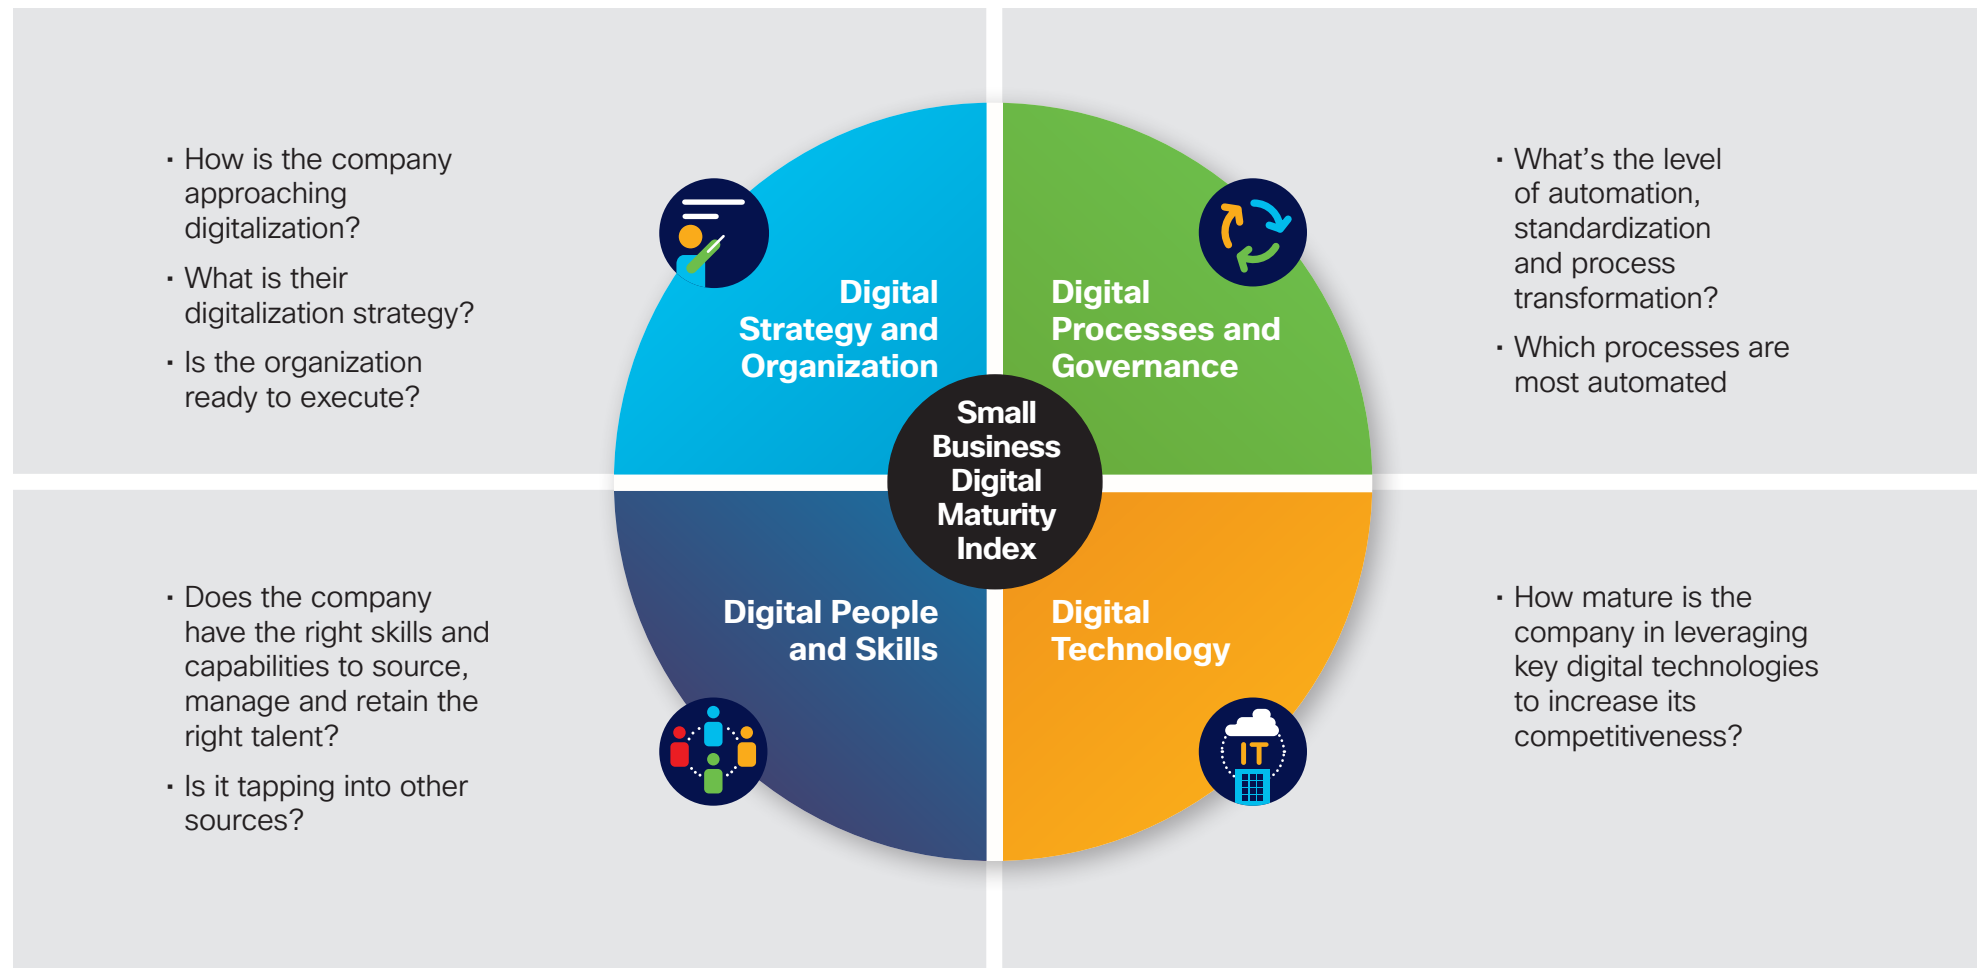 · How is the company
approaching
digitalization?
· What is their
digitalization strategy?
· Is the organization
ready to execute?
Digital
Strategy and
Organization
Digital
Processes and
Governance
· What's the level
of automation,
standardization
and process
transformation?
· Which processes are
most automated
Small
Business
Digital
Maturity
Index
· Does the company
have the right skills and
capabilities to source,
manage and retain the
right talent?
· Is it tapping into other
sources?
Digital People
and Skills
Digital
Technology
IT
· How mature is the
company in leveraging
key digital technologies
to increase its
competitiveness?